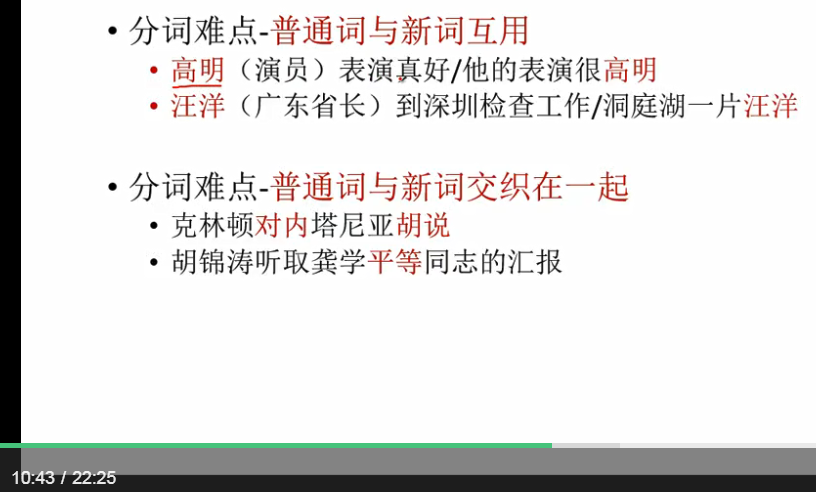 • 分词难点-普通词与新词互用
• 高明（演员）表演真好/他的表演很高明
• 汪洋（广东省长）到深圳检查工作/洞庭湖一片汪洋
• 分词难点-普通词与新词交织在一起
• 克林顿对内塔尼亚胡说
• 胡锦涛听取龚学平等同志的汇报
10:43 / 22:25